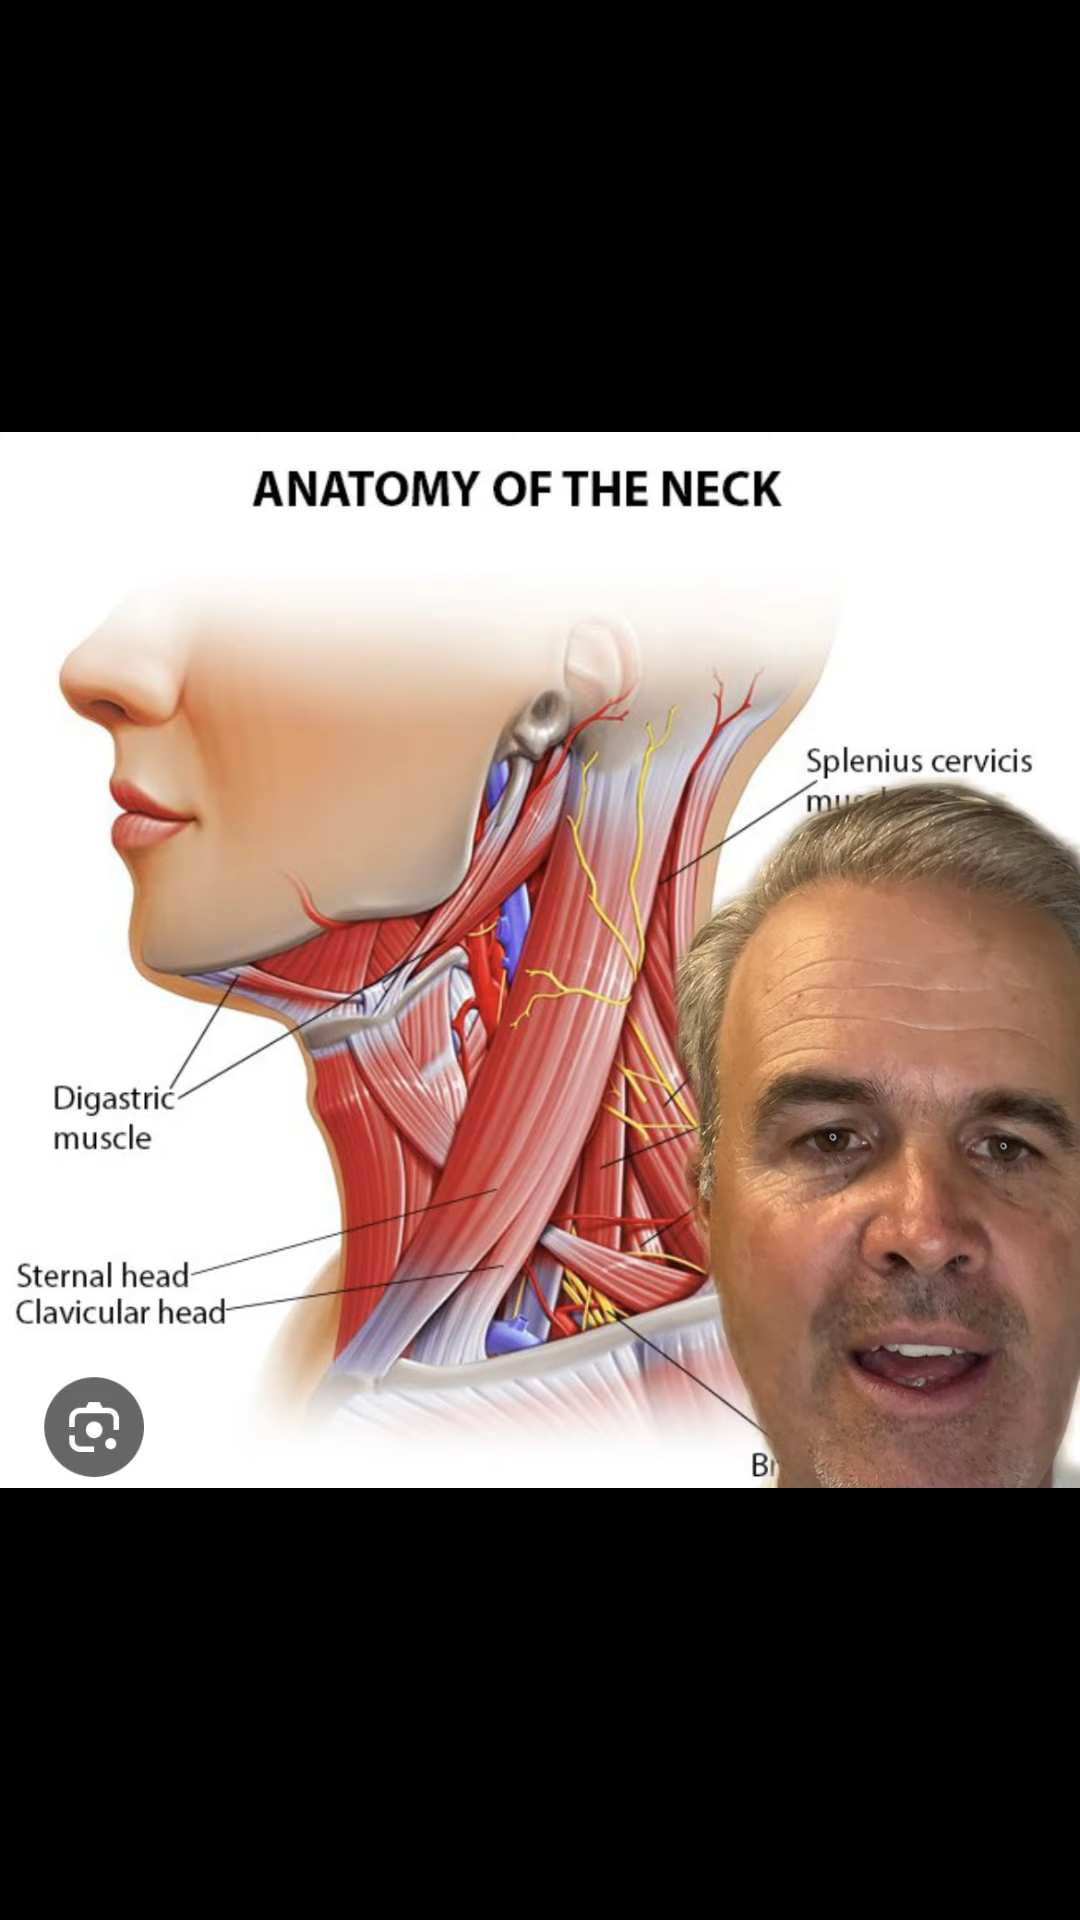 ANATOMY OF THE NECK
Splenius cervicis
Digastric
muscle
Sternal head
Clavicular head